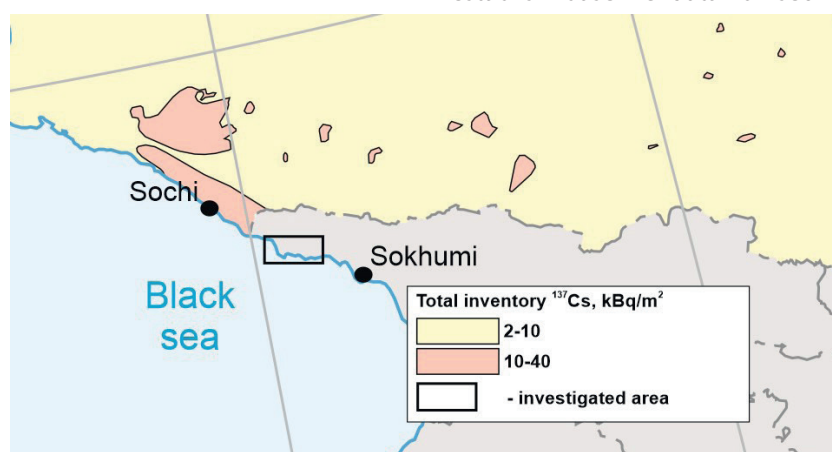 Sochi
Sokhumi
Black
sea
Total inventory ¹³⁷Cs, kBq/m²
2-10
10-40
- investigated area